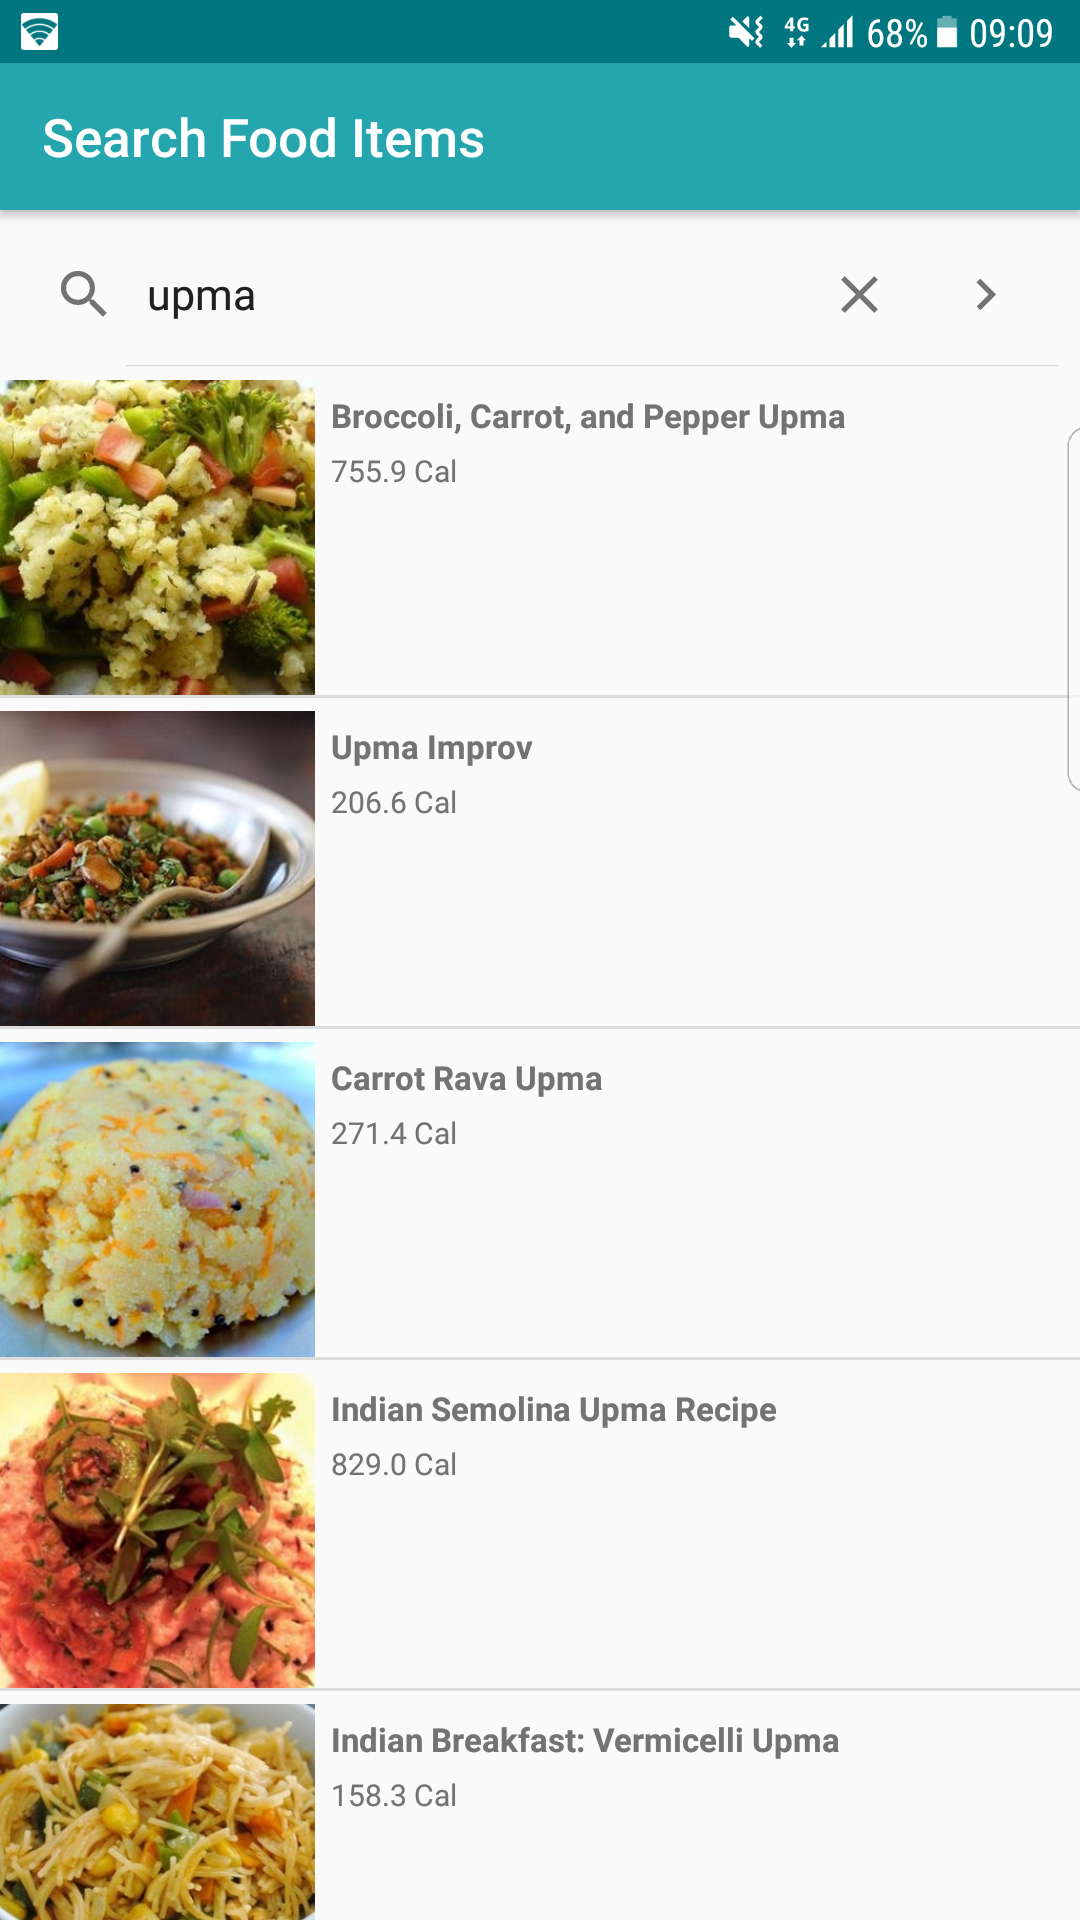 4G 68% 09:09
Search Food Items
upma
Broccoli, Carrot, and Pepper Upma
755.9 Cal
Upma Improv
206.6 Cal
Carrot Rava Upma
271.4 Cal
Indian Semolina Upma Recipe
829.0 Cal
Indian Breakfast: Vermicelli Upma
158.3 Cal